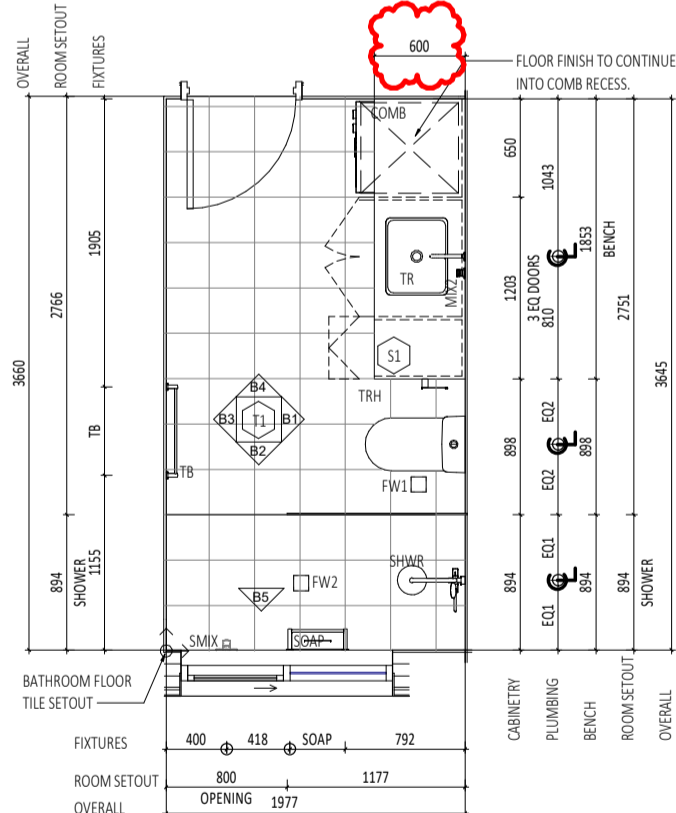 600
FLOOR FINISH TO CONTINUE
INTO COMB RECESS.
OVERALL
ROOM SETOUT
FIXTURES
COMB
650
1043
1905
2766
3660
TR
MIX2
1203
3 EQ DOORS
810
1853
BENCH
2751
3645
S1
TRH
B4
B3
T1
B1
B2
TB
TB
FW1
898
EQ2
EQ2
898
894
SHOWER
1155
SHWR
FW2
B5
SMIX
SOAP
894
EQ1
EQ1
894
894
SHOWER
BATHROOM FLOOR
TILE SETOUT
CABINETRY
PLUMBING
BENCH
ROOM SETOUT
OVERALL
FIXTURES
400
418
SOAP
792
ROOM SETOUT
800
1177
OPENING
OVERALL
1977